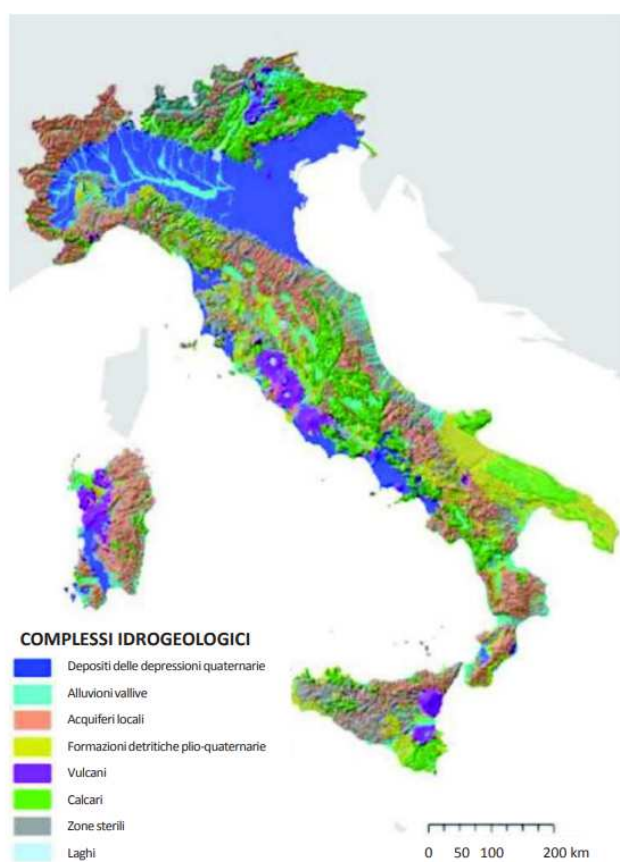 COMPLESSI IDROGEOLOGICI
Depositi delle depressioni quaternarie
Alluvioni vallive
Acquiferi locali
Formazioni detritiche plio-quaternarie
Vulcani
Calcari
Zone sterili
Laghi
0 50 100 200 km